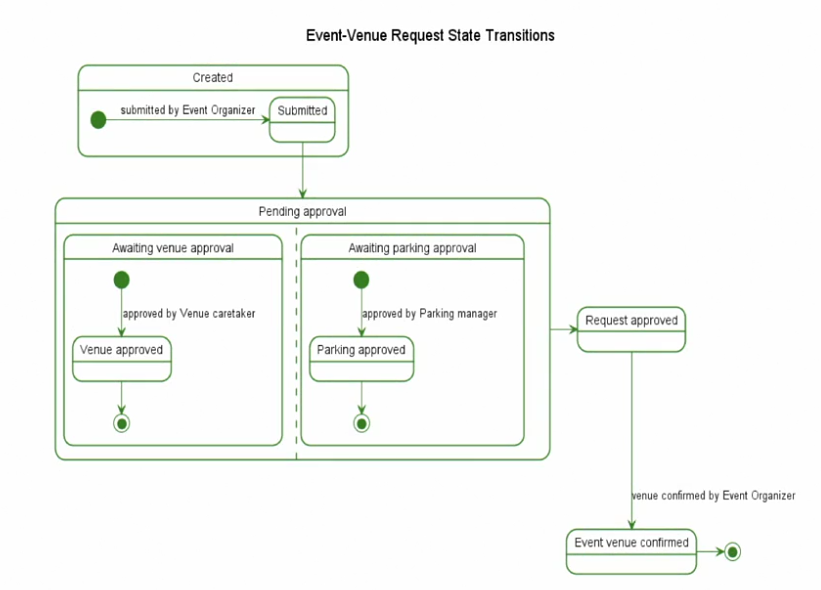 Event-Venue Request State Transitions
Created
submitted by Event Organizer
Submitted
Pending approval
Awaiting venue approval
Awaiting parking approval
approved by Venue caretaker
approved by Parking manager
Venue approved
Parking approved
Request approved
venue confirmed by Event Organizer
Event venue confirmed